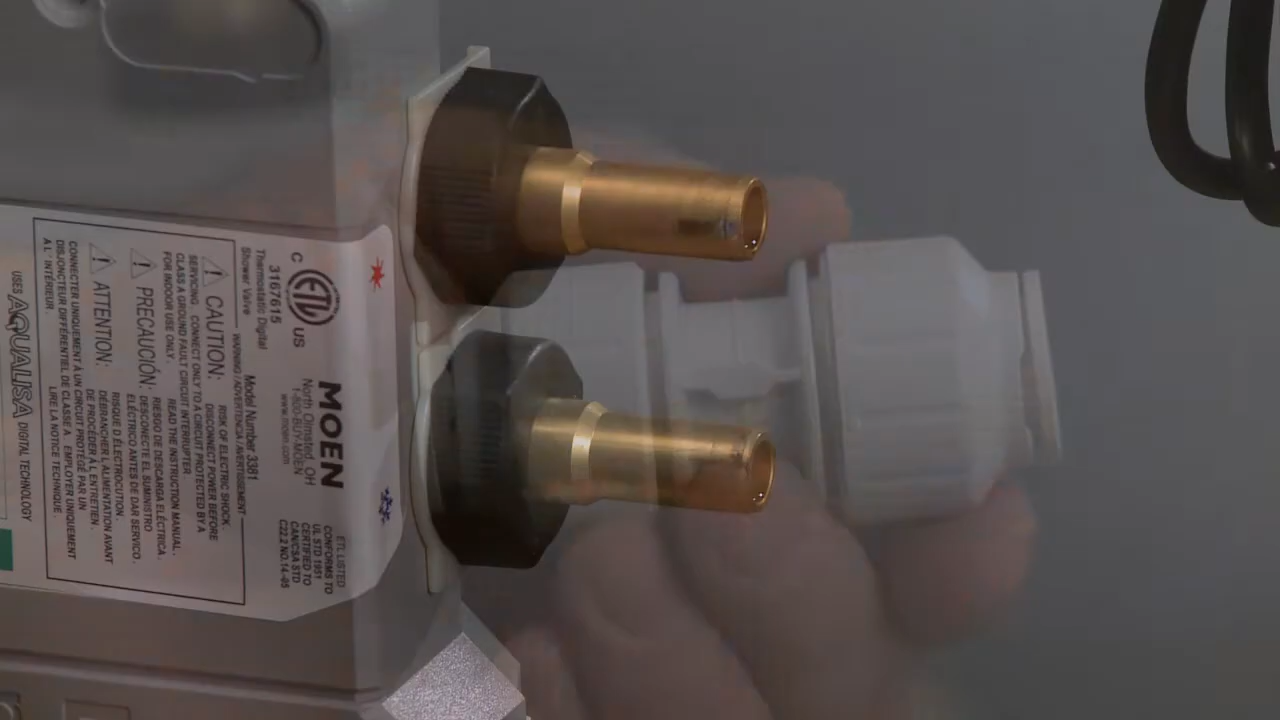 C
US
MOEN
North Olmsted, OH
1-800-BUY-MOEN
www.moen.com
ETL LISTED
CONFORMS TO
UL STD 1951
CERTIFIED TO
CAN/CSA STD
C22.2 NO.14-05
3167615
Thermostatic Digital
Shower Valve
Model Number 3381
WARNING / ADVERTENCIA / AVERTISSEMENT
CAUTION: RISK OF ELECTRIC SHOCK.
DISCONNECT POWER BEFORE
SERVICING. CONNECT ONLY TO A CIRCUIT PROTECTED BY A
CLASS A GROUND FAULT CIRCUIT INTERRUPTER.
FOR INDOOR USE ONLY. READ THE INSTRUCTION MANUAL.
PRECAUCIÓN: RIESGO DE DESCARGA ELÉCTRICA.
DESCONECTE EL SUMINISTRO
ELÉCTRICO ANTES DE DAR SERVICO.
ATTENTION: RISQUE D'ÉLECTROCUTION.
DÉBRANCHER L'ALIMENTATION AVANT
DE PROCÉDER À L'ENTRETIEN.
CONNECTER UNIQUEMENT À UN CIRCUIT PROTÉGÉ PAR UN
DISJONCTEUR DIFFÉRENTIEL DE CLASSE A. EMPLOYER UNIQUEMENT
A L'INTÉRIEUR. LIRE LA NOTICE TECHNIQUE.
USES AQUALISA DIGITAL TECHNOLOGY